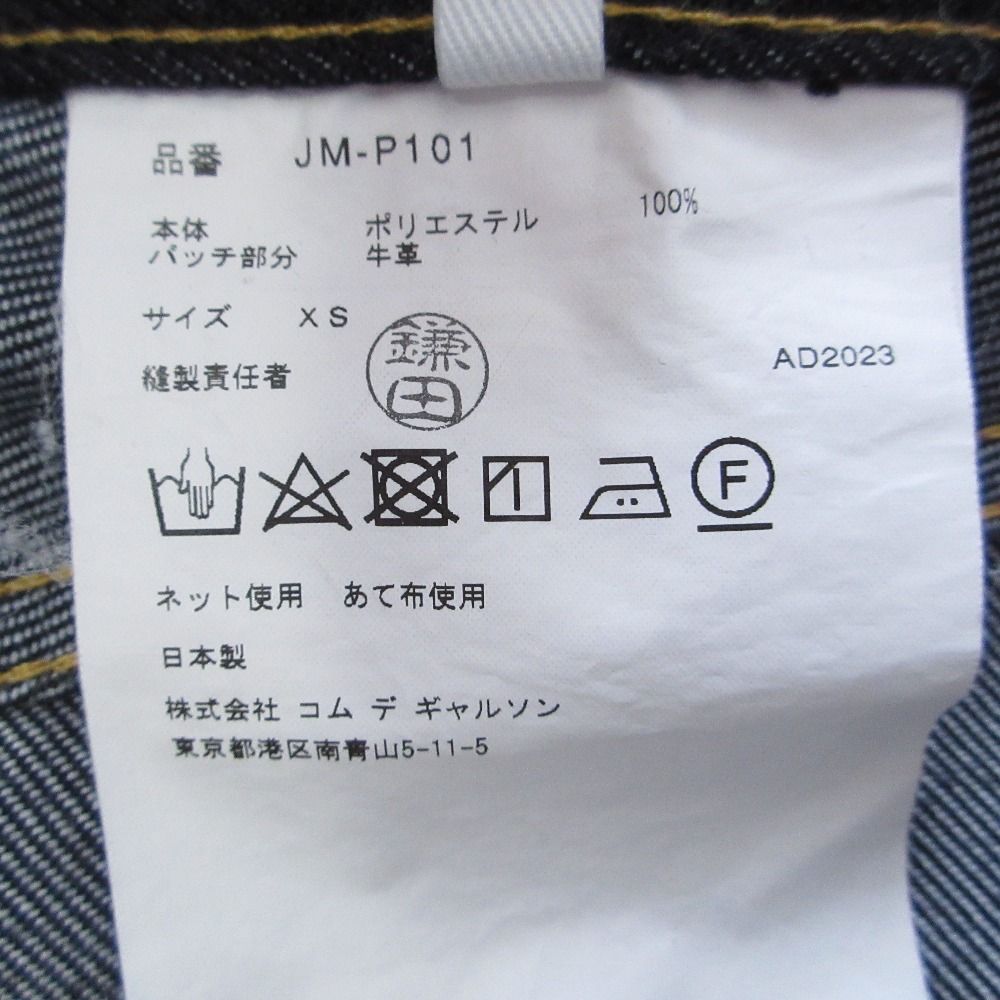 品番 JM-P101
本体 ポリエステル 100%
パッチ部分 牛革
サイズ XS
縫製責任者 鎌田
AD2023
F
ネット使用 あて布使用
日本製
株式会社 コム デ ギャルソン
東京都港区南青山5-11-5